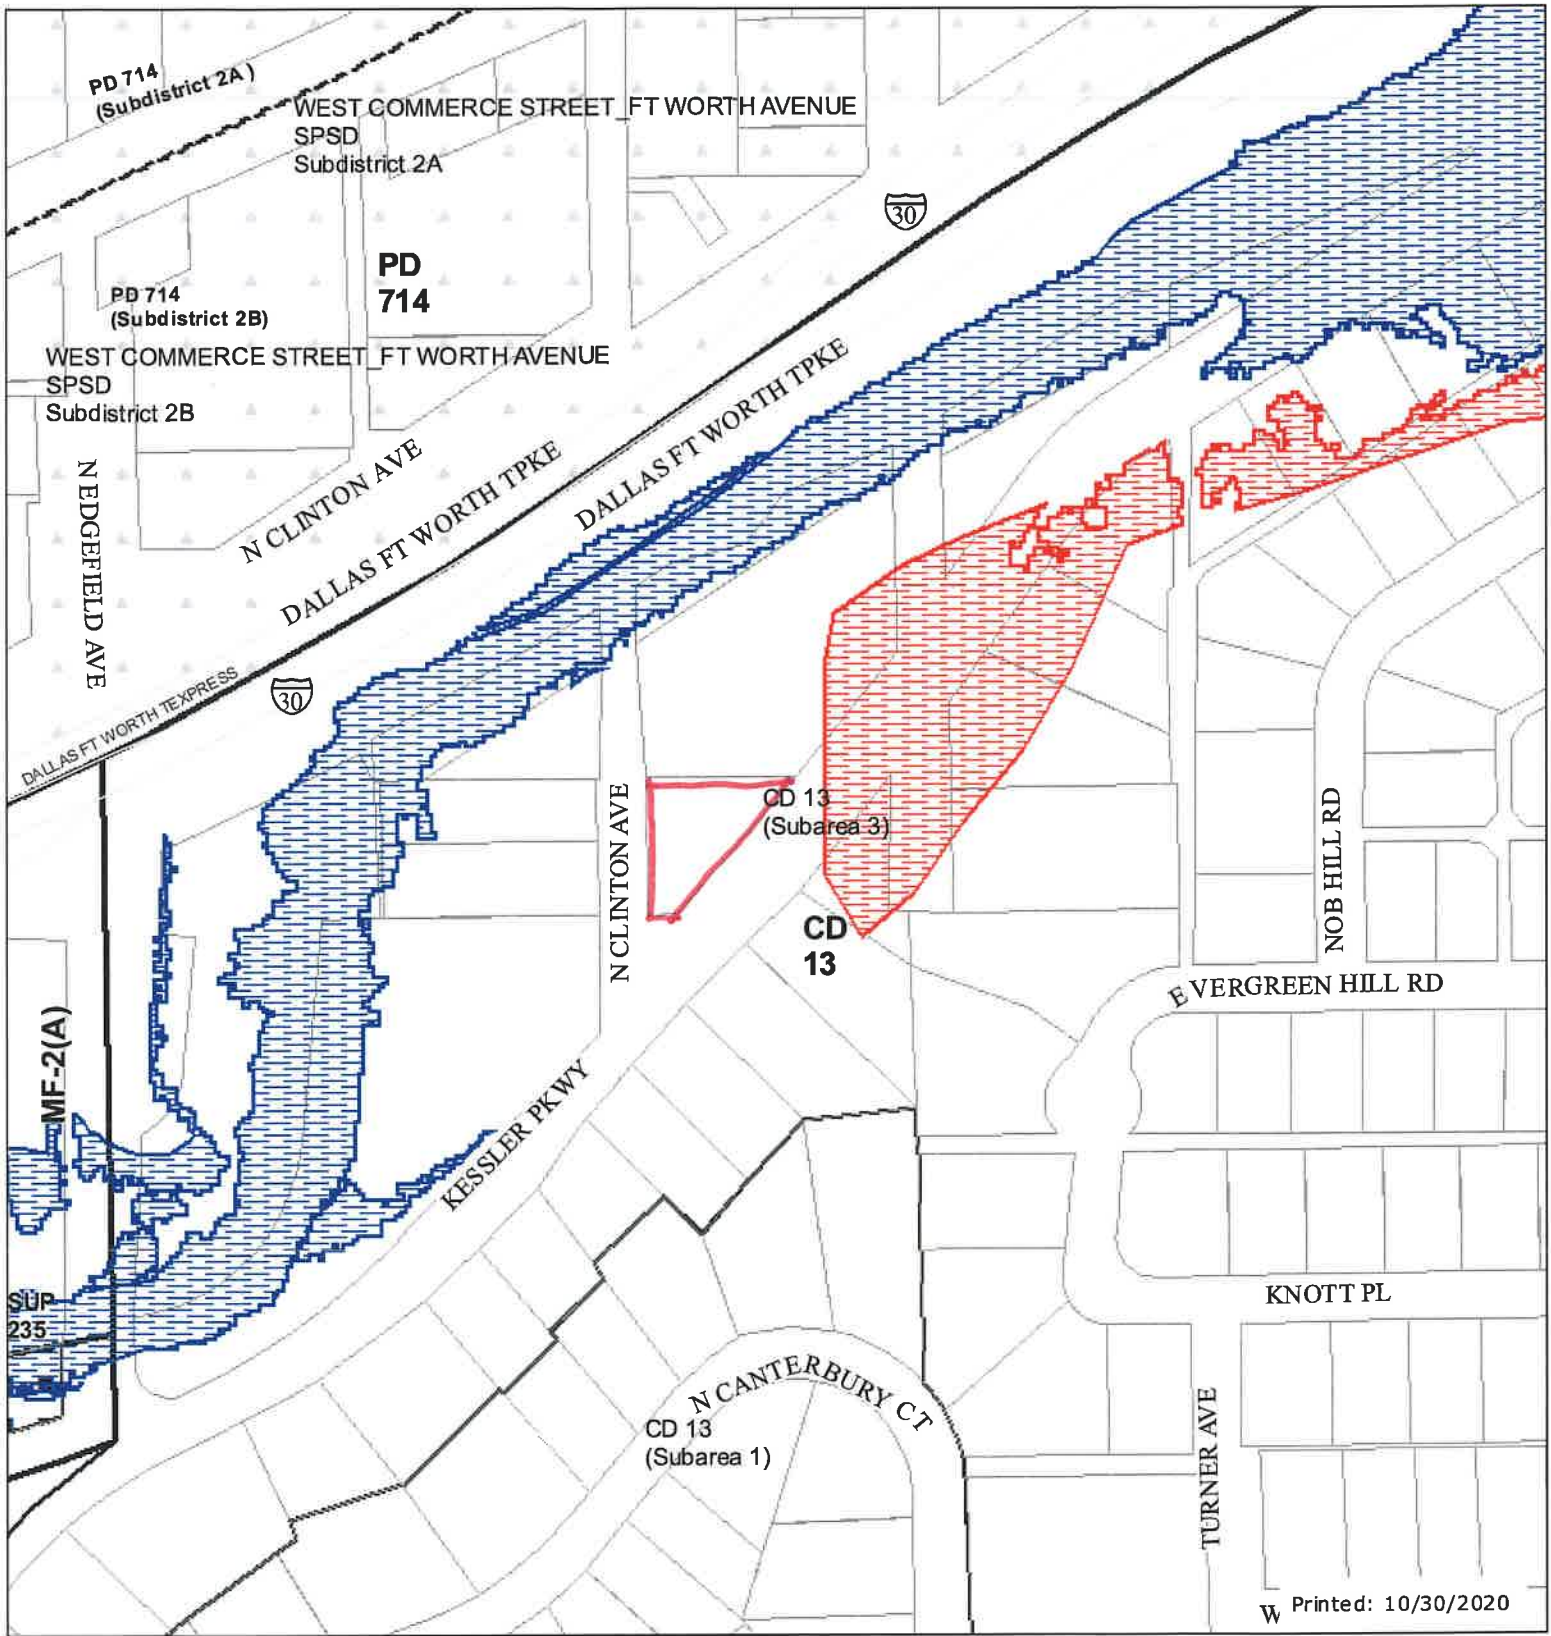 PD 714
(Subdistrict 2A )
WEST COMMERCE STREET_FT WORTH AVENUE
SPSD
Subdistrict 2A
30
PD
714
PD 714
(Subdistrict 2B)
WEST COMMERCE STREET_FT WORTH AVENUE
SPSD
Subdistrict 2B
DALLAS FT WORTH TPKE
N CLINTON AVE
DALLAS FT WORTH TPKE
N EDGEFIELD AVE
DALLAS FT WORTH TEXPRESS
30
N CLINTON AVE
CD 13
(Subarea 3)
NOB HILL RD
CD
13
EVERGREEN HILL RD
MF-2(A)
KESSLER PKWY
SUP
235
KNOTT PL
N CANTERBURY CT
CD 13
(Subarea 1)
TURNER AVE
W
Printed: 10/30/2020